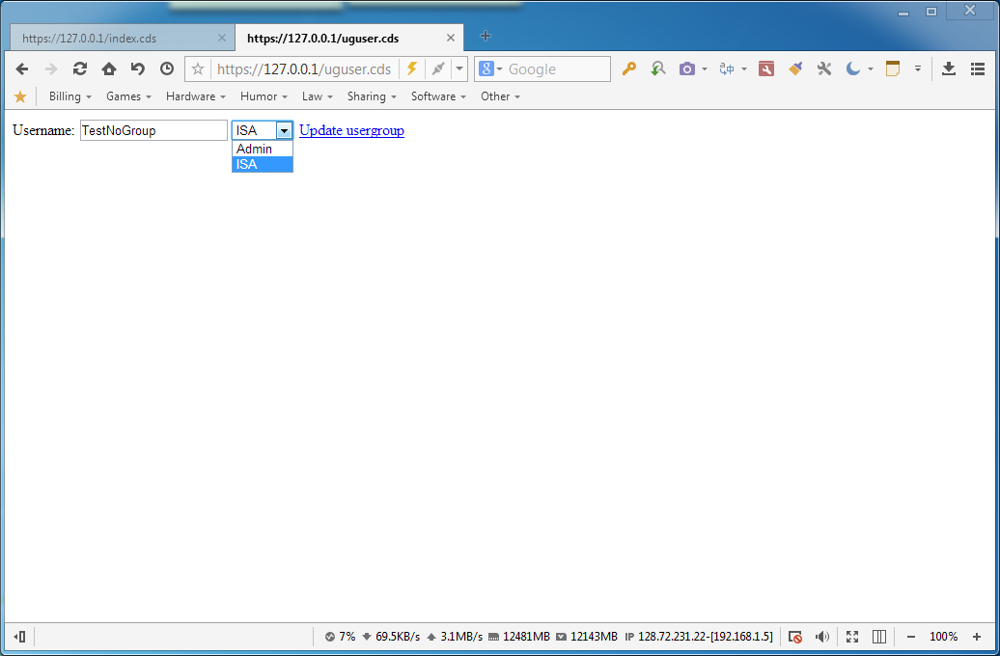 https://127.0.0.1/index.cds https://127.0.0.1/uguser.cds
https://127.0.0.1/uguser.cds Google
Billing Games Hardware Humor Law Sharing Software Other
Username: TestNoGroup ISA Update usergroup
Admin
ISA
7% 69.5KB/s 3.1MB/s 12481MB 12143MB IP 128.72.231.22-[192.168.1.5] 100%